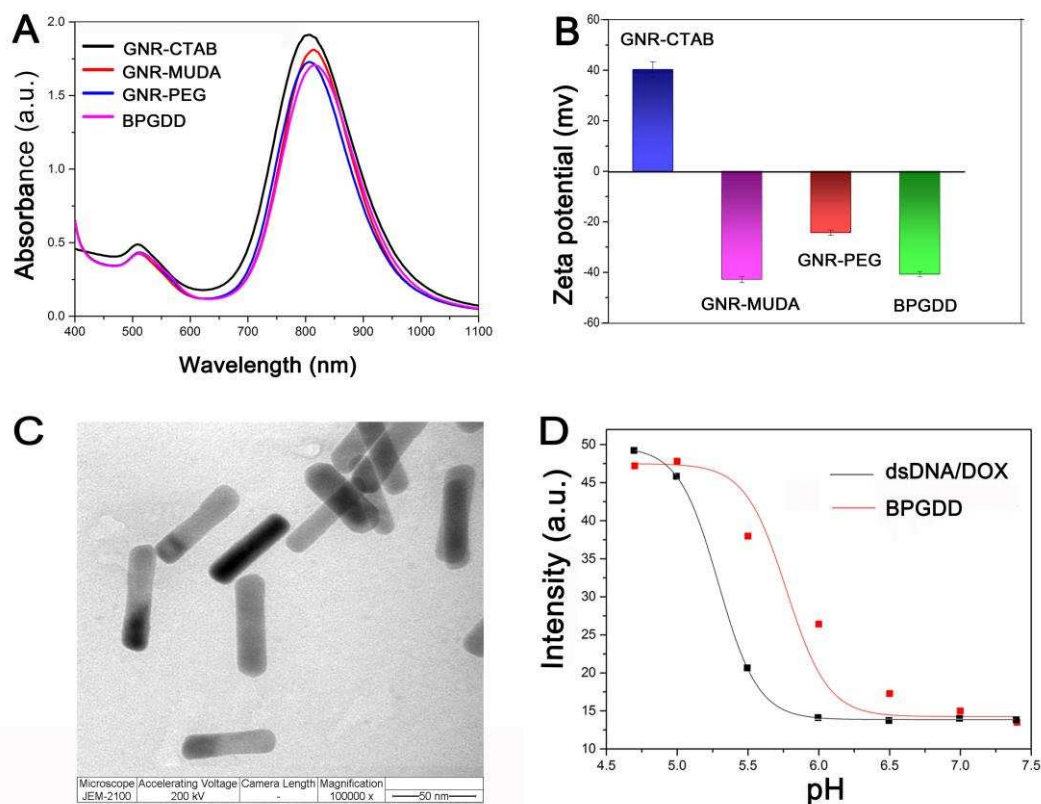 A
GNR-CTAB
GNR-MUDA
GNR-PEG
BPGDD
Absorbance (a.u.)
2.0
1.5
1.0
0.5
0.0
400 500 600 700 800 900 1000 1100
Wavelength (nm)
B
GNR-CTAB
GNR-MUDA
GNR-PEG
BPGDD
Zeta potential (mv)
60
40
20
0
-20
-40
-60
C
Microscope Accelerating Voltage Camera Length Magnification
JEM-2100 200 kV - 100000 x 50 nm
D
dsDNA/DOX
BPGDD
Intensity (a.u.)
50
45
40
35
30
25
20
15
10
4.5 5.0 5.5 6.0 6.5 7.0 7.5
pH